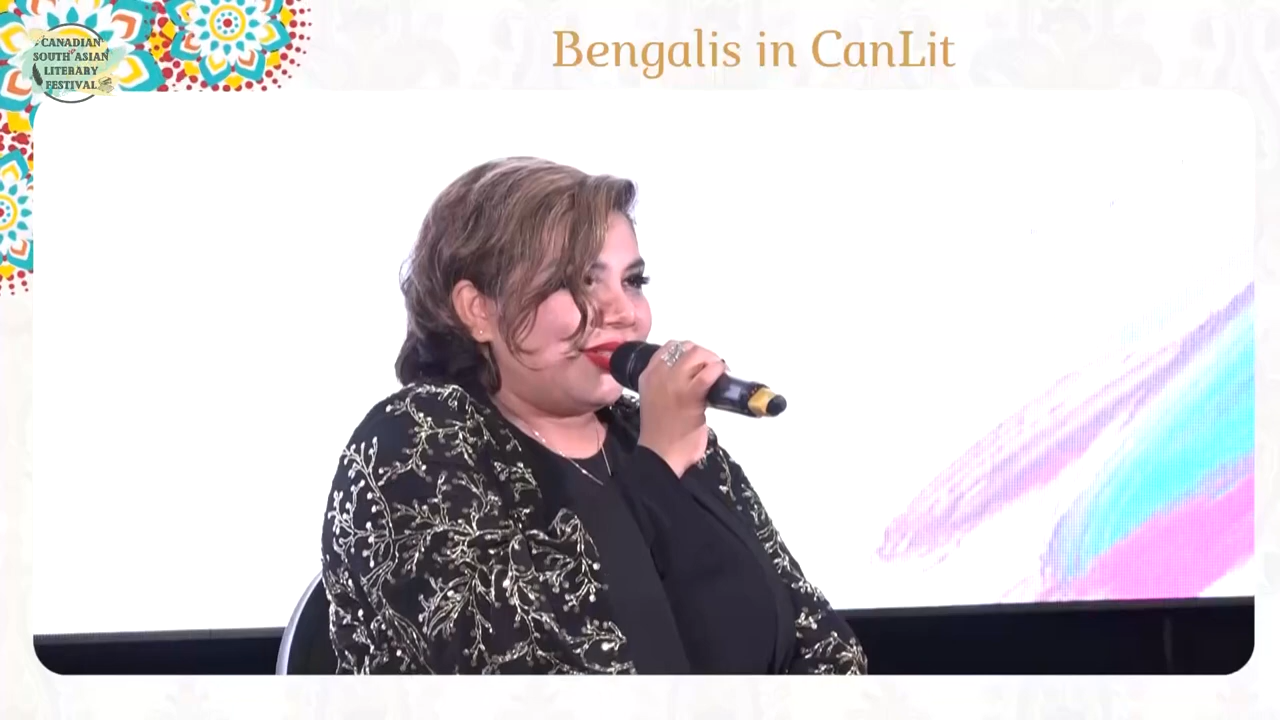 CANADIAN
SOUTH ASIAN
LITERARY
FESTIVAL
Bengalis in CanLit